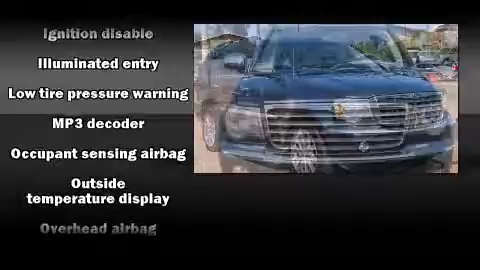 Ignition disable
Illuminated entry
Low tire pressure warning
MP3 decoder
Occupant sensing airbag
Outside
temperature display
Overhead airbag